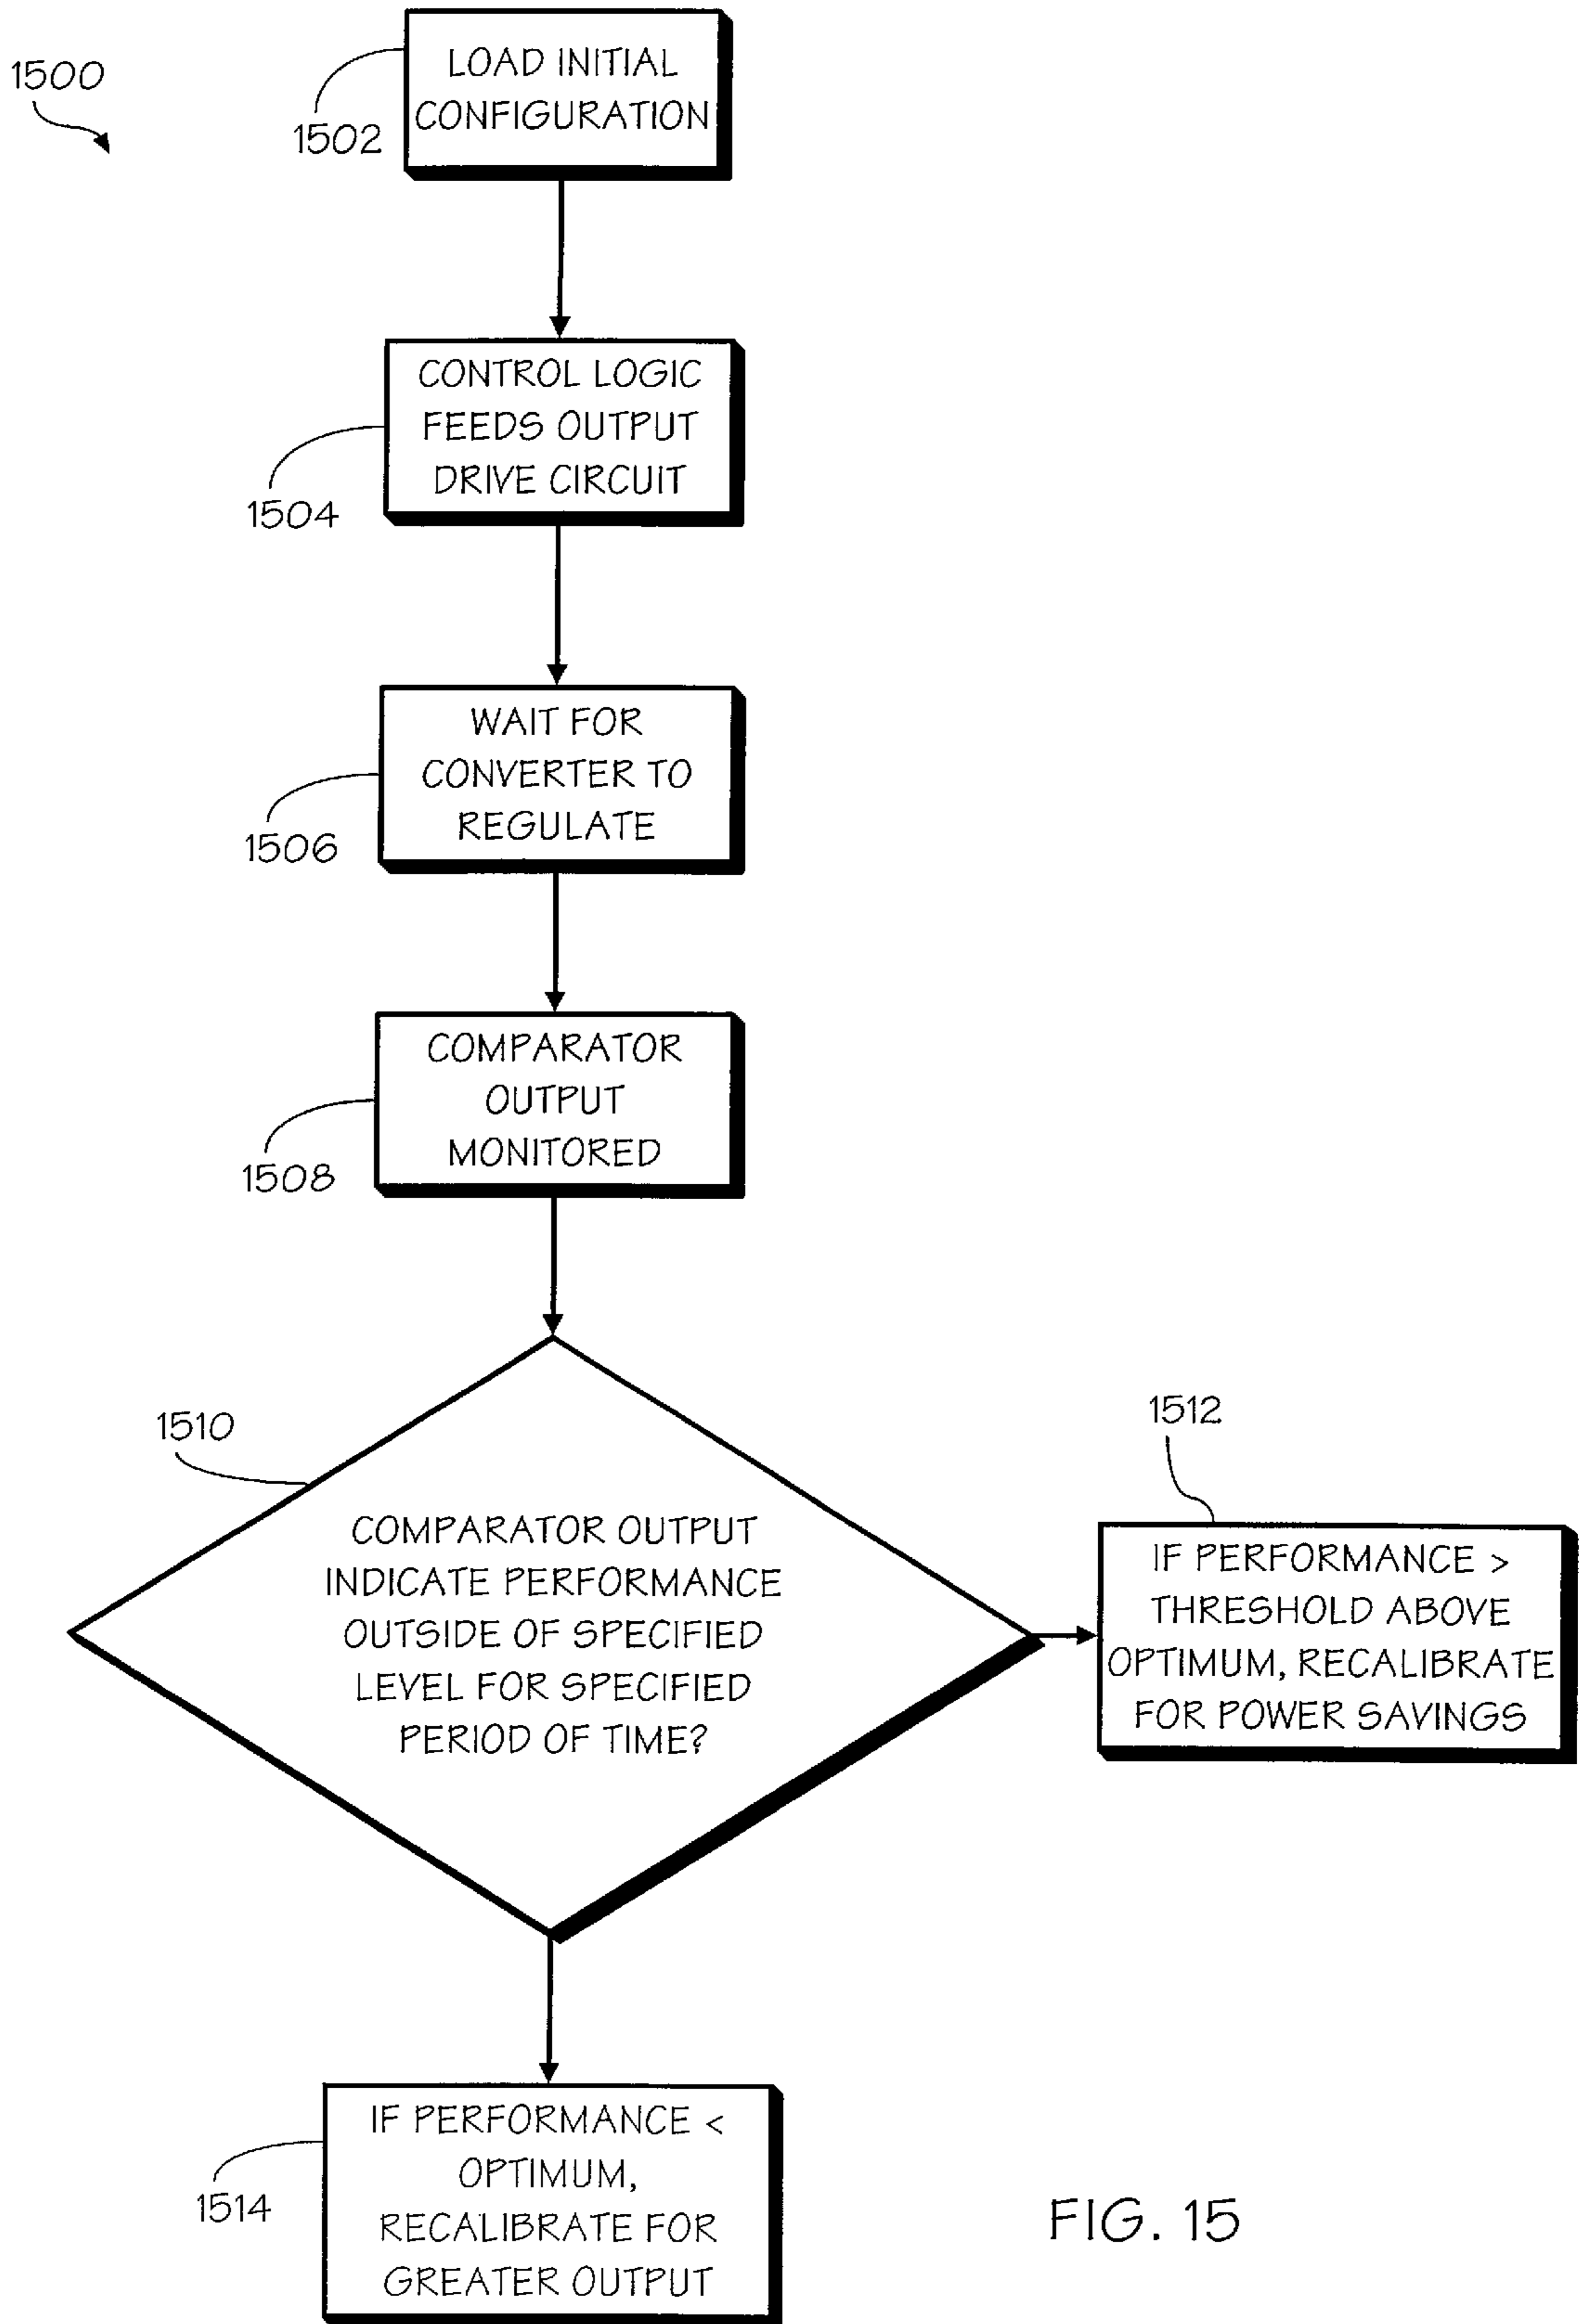 1500
LOAD INITIAL
CONFIGURATION
1502
CONTROL LOGIC
FEEDS OUTPUT
DRIVE CIRCUIT
1504
WAIT FOR
CONVERTER TO
REGULATE
1506
COMPARATOR
OUTPUT
MONITORED
1508
1510
COMPARATOR OUTPUT
INDICATE PERFORMANCE
OUTSIDE OF SPECIFIED
LEVEL FOR SPECIFIED
PERIOD OF TIME?
1512
IF PERFORMANCE >
THRESHOLD ABOVE
OPTIMUM, RECALIBRATE
FOR POWER SAVINGS
IF PERFORMANCE <
OPTIMUM,
RECALIBRATE FOR
GREATER OUTPUT
1514
FIG. 15